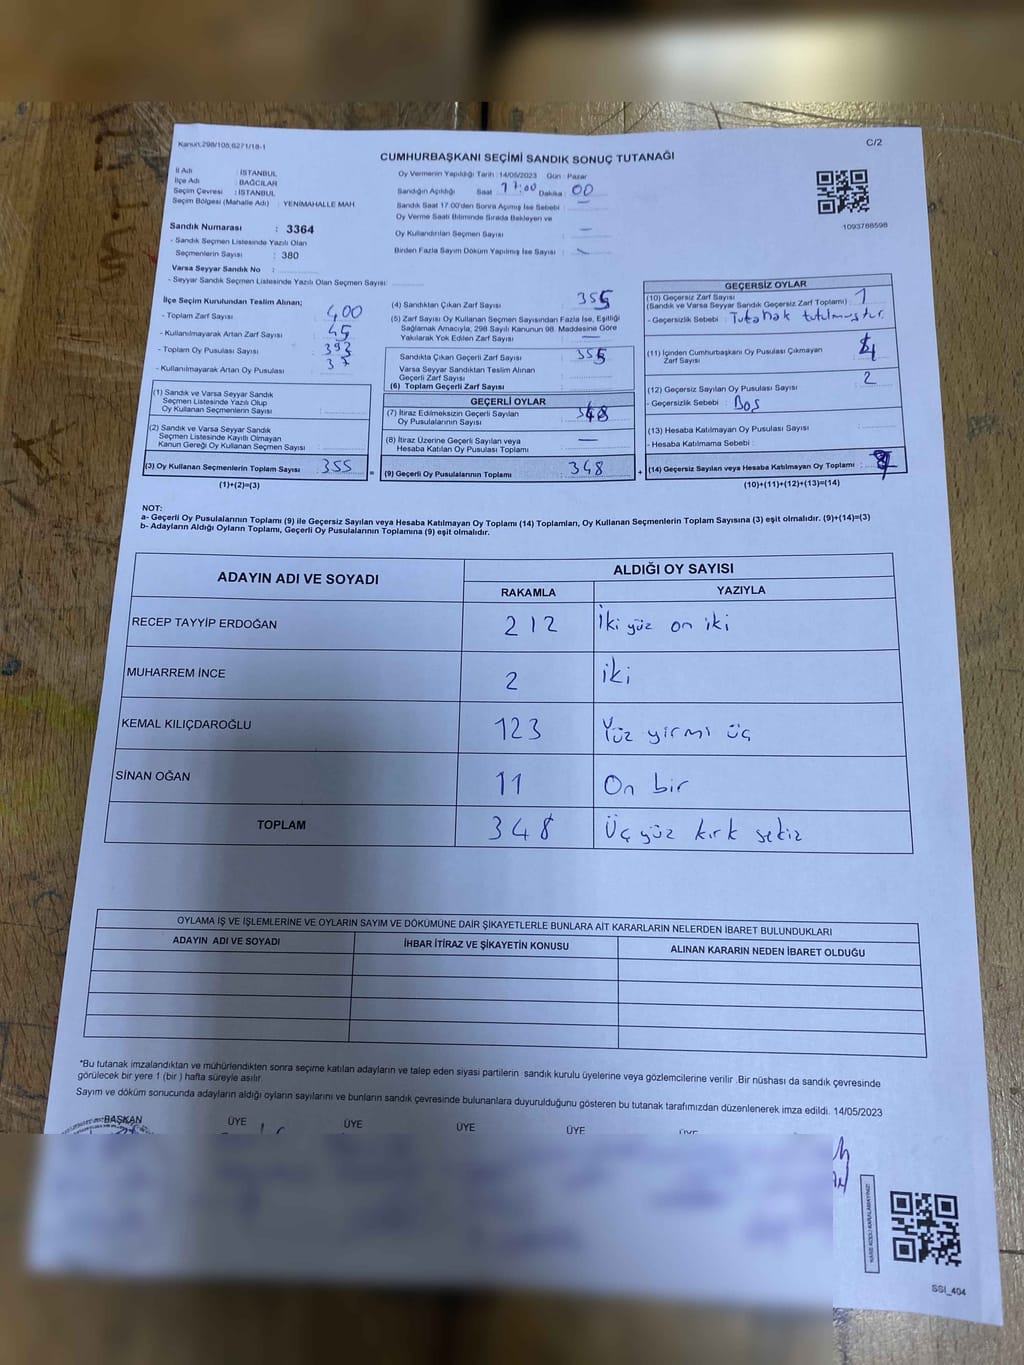 Kanun.298/105,6271/18-1
C/2
CUMHURBAŞKANI SEÇİMİ SANDIK SONUÇ TUTANAĞI
İl Adı : İSTANBUL
İlçe Adı : BAĞCILAR
Seçim Çevresi : İSTANBUL
Seçim Bölgesi (Mahalle Adı) : YENİMAHALLE MAH.
Sandık Numarası : 3364
- Sandık Seçmen Listesinde Yazılı Olan
Seçmenlerin Sayısı : 380
Varsa Seyyar Sandık No :
- Seyyar Sandık Seçmen Listesinde Yazılı Olan Seçmen Sayısı:
Oy Vermenin Yapıldığı Tarih : 14/05/2023 Gün : Pazar
Sandığın Açıldığı Saat : 17:00 Dakika : 00
Sandık Saat 17.00'den Sonra Açımış İse Sebebi : —
Oy Verme Saati Bitiminde Sırada Bekleyen ve
Oy Kullandırılan Seçmen Sayısı : —
Birden Fazla Sayım Döküm Yapılmış İse Sayısı :
1093788598
İlçe Seçim Kurulundan Teslim Alınan;
- Toplam Zarf Sayısı : 400
- Kullanılmayarak Artan Zarf Sayısı : 45
- Toplam Oy Pusulası Sayısı : 393
- Kullanılmayarak Artan Oy Pusulası : 37
(1) Sandık ve Varsa Seyyar Sandık
Seçmen Listesinde Yazılı Olup
Oy Kullanan Seçmenlerin Sayısı :
(2) Sandık ve Varsa Seyyar Sandık
Seçmen Listesinde Kayıtlı Olmayan
Kanun Gereği Oy Kullanan Seçmen Sayısı :
(3) Oy Kullanan Seçmenlerin Toplam Sayısı : 355 =
(1)+(2)=(3)
(4) Sandıktan Çıkan Zarf Sayısı : 355
(5) Zarf Sayısı Oy Kullanan Seçmen Sayısından Fazla İse, Eşitliği
Sağlamak Amacıyla, 298 Sayılı Kanunun 98. Maddesine Göre
Yakılarak Yok Edilen Zarf Sayısı : —
Sandıkta Çıkan Geçerli Zarf Sayısı : 355
Varsa Seyyar Sandıktan Teslim Alınan
Geçerli Zarf Sayısı :
(6) Toplam Geçerli Zarf Sayısı :
GEÇERLİ OYLAR
(7) İtiraz Edilmeksizin Geçerli Sayılan
Oy Pusulalarının Sayısı : 348
(8) İtiraz Üzerine Geçerli Sayılan veya
Hesaba Katılan Oy Pusulası Toplamı : —
(9) Geçerli Oy Pusulalarının Toplamı : 348 +
GEÇERSİZ OYLAR
(10) Geçersiz Zarf Sayısı : 1
(Sandık ve Varsa Seyyar Sandık Geçersiz Zarf Toplamı)
- Geçersizlik Sebebi : Tutanak tutulmuştur.
(11) İçinden Cumhurbaşkanı Oy Pusulası Çıkmayan
Zarf Sayısı : 4
(12) Geçersiz Sayılan Oy Pusulası Sayısı : 2
- Geçersizlik Sebebi : Boş
(13) Hesaba Katılmayan Oy Pusulası Sayısı :
- Hesaba Katılmama Sebebi :
(14) Geçersiz Sayılan veya Hesaba Katılmayan Oy Toplamı :
(10)+(11)+(12)+(13)=(14)
NOT:
a- Geçerli Oy Pusulalarının Toplamı (9) ile Geçersiz Sayılan veya Hesaba Katılmayan Oy Toplamı (14) Toplamları, Oy Kullanan Seçmenlerin Toplam Sayısına (3) eşit olmalıdır. (9)+(14)=(3)
b- Adayların Aldığı Oyların Toplamı, Geçerli Oy Pusulalarının Toplamına (9) eşit olmalıdır.
ADAYIN ADI VE SOYADI
ALDIĞI OY SAYISI
RAKAMLA YAZIYLA
RECEP TAYYİP ERDOĞAN 212 İki yüz on iki
MUHARREM İNCE 2 iki
KEMAL KILIÇDAROĞLU 123 Yüz yirmi üç
SİNAN OĞAN 11 On bir
TOPLAM 348 Üç yüz kırk sekiz
OYLAMA İŞ VE İŞLEMLERİNE VE OYLARIN SAYIM VE DÖKÜMÜNE DAİR ŞİKAYETLERLE BUNLARA AİT KARARLARIN NELERDEN İBARET BULUNDUKLARI
ADAYIN ADI VE SOYADI İHBAR İTİRAZ VE ŞİKAYETİN KONUSU ALINAN KARARIN NEDEN İBARET OLDUĞU
*Bu tutanak imzalandıktan ve mühürlendikten sonra seçime katılan adayların ve talep eden siyasi partilerin sandık kurulu üyelerine veya gözlemcilerine verilir .Bir nüshası da sandık çevresinde
görülecek bir yere 1 (bir ) hafta süreyle asılır.
Sayım ve döküm sonucunda adayların aldığı oyların sayılarını ve bunların sandık çevresinde bulunanlara duyurulduğunu gösteren bu tutanak tarafımızdan düzenlenerek imza edildi. 14/05/2023
BAŞKAN ÜYE ÜYE ÜYE ÜYE ÜYE
SSI_404